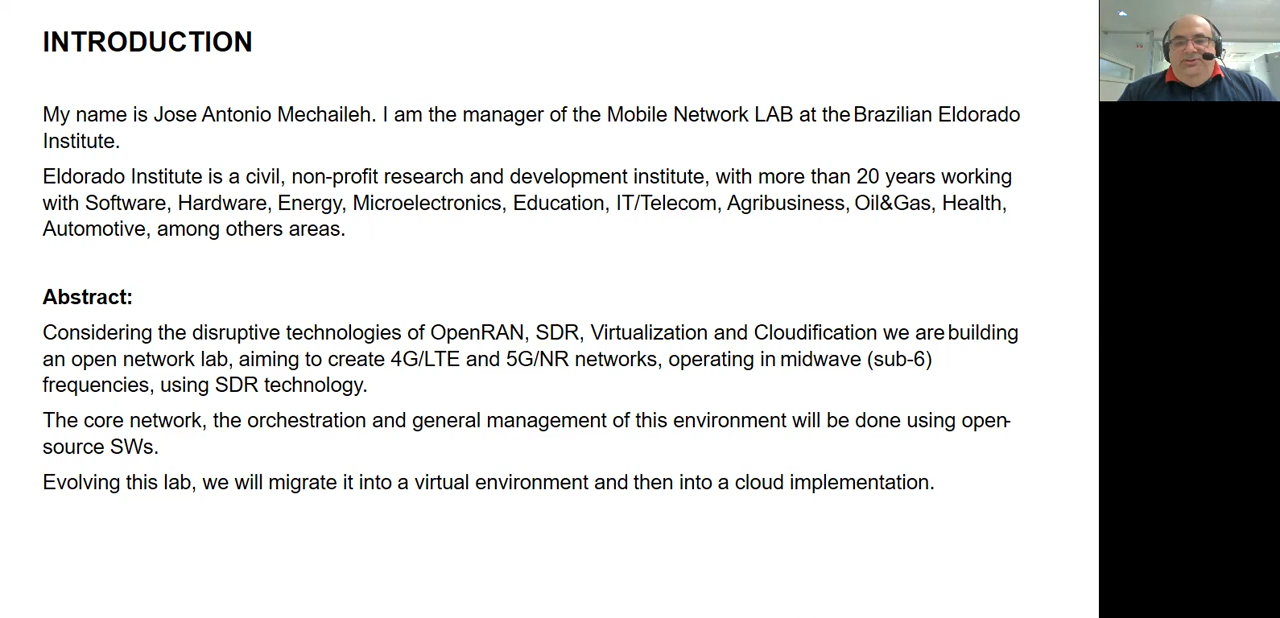 INTRODUCTION
My name is Jose Antonio Mechaileh. I am the manager of the Mobile Network LAB at the Brazilian Eldorado
Institute.
Eldorado Institute is a civil, non-profit research and development institute, with more than 20 years working
with Software, Hardware, Energy, Microelectronics, Education, IT/Telecom, Agribusiness, Oil&Gas, Health,
Automotive, among others areas.
Abstract:
Considering the disruptive technologies of OpenRAN, SDR, Virtualization and Cloudification we are building
an open network lab, aiming to create 4G/LTE and 5G/NR networks, operating in midwave (sub-6)
frequencies, using SDR technology.
The core network, the orchestration and general management of this environment will be done using open-
source SWs.
Evolving this lab, we will migrate it into a virtual environment and then into a cloud implementation.